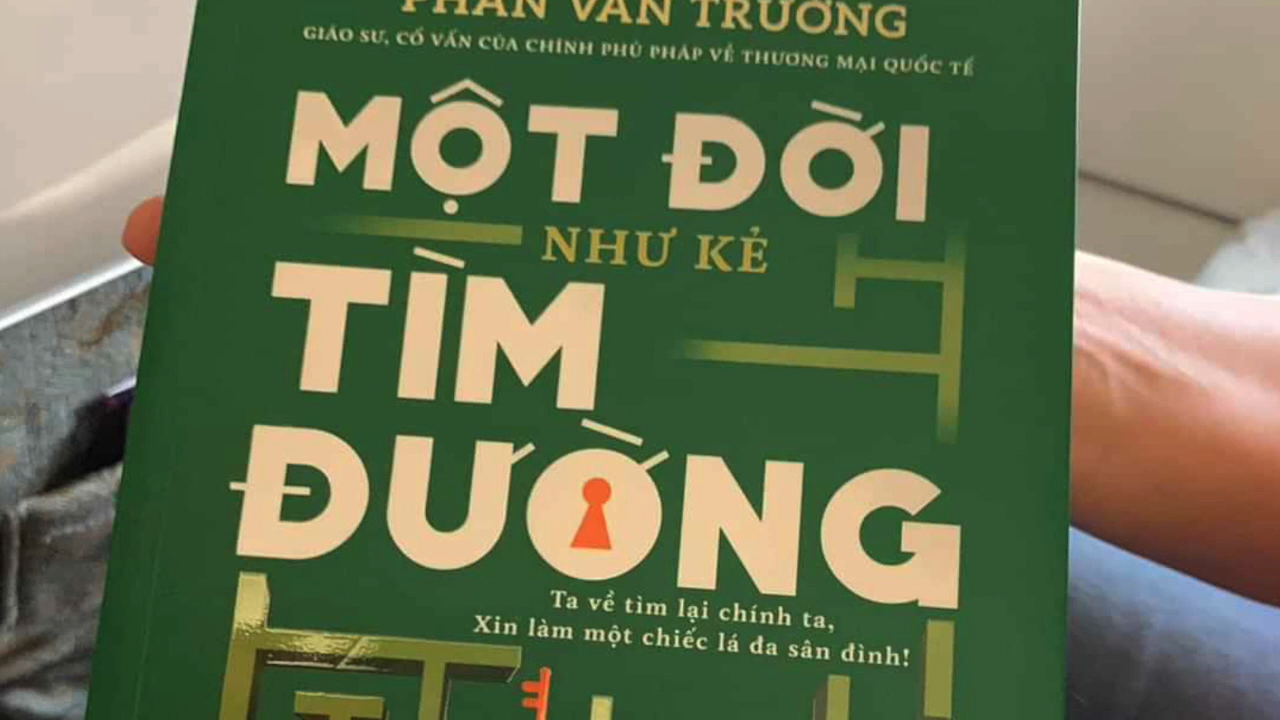 PHAN VĂN TRƯỜNG
GIÁO SƯ, CỐ VẤN CỦA CHÍNH PHỦ PHÁP VỀ THƯƠNG MẠI QUỐC TẾ
MỘT ĐỜI
NHƯ KẺ
TÌM
ĐƯỜNG
Ta về tìm lại chính ta,
Xin làm một chiếc lá đa sân đình!